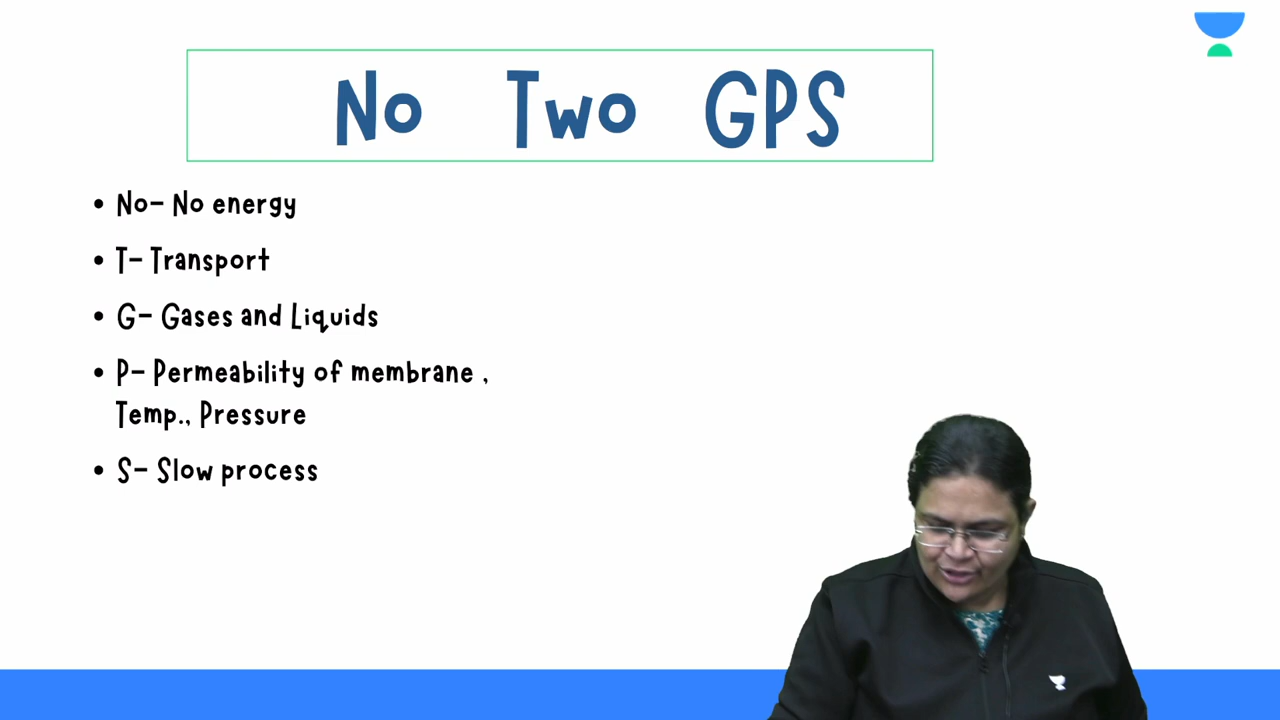 No Two GPS
• No- No energy
• T- Transport
• G- Gases and Liquids
• P- Permeability of membrane ,
Temp., Pressure
• S- Slow process